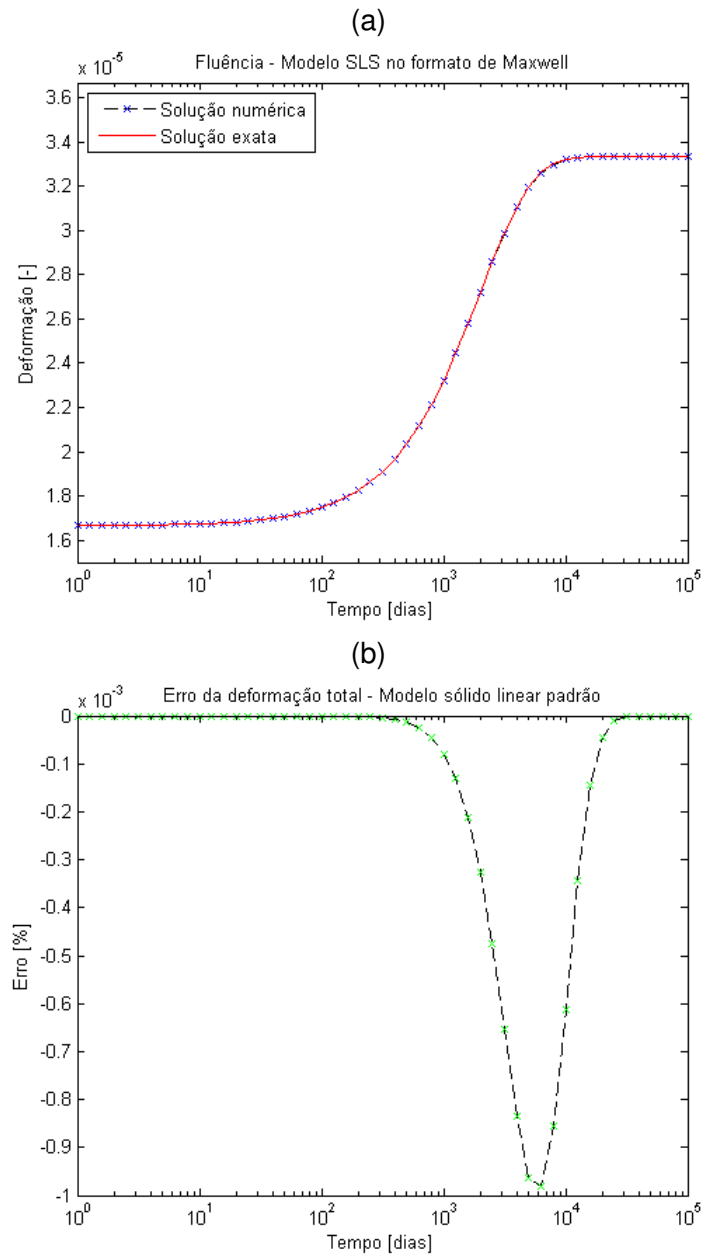 (a)
x 10^-5
Fluência - Modelo SLS no formato de Maxwell
Solução numérica
Solução exata
3.6
3.4
3.2
3
2.8
2.6
2.4
2.2
2
1.8
1.6
Deformação [-]
10^0 10^1 10^2 10^3 10^4 10^5
Tempo [dias]
(b)
x 10^-3
Erro da deformação total - Modelo sólido linear padrão
0
-0.1
-0.2
-0.3
-0.4
-0.5
-0.6
-0.7
-0.8
-0.9
-1
Erro [%]
10^0 10^1 10^2 10^3 10^4 10^5
Tempo [dias]